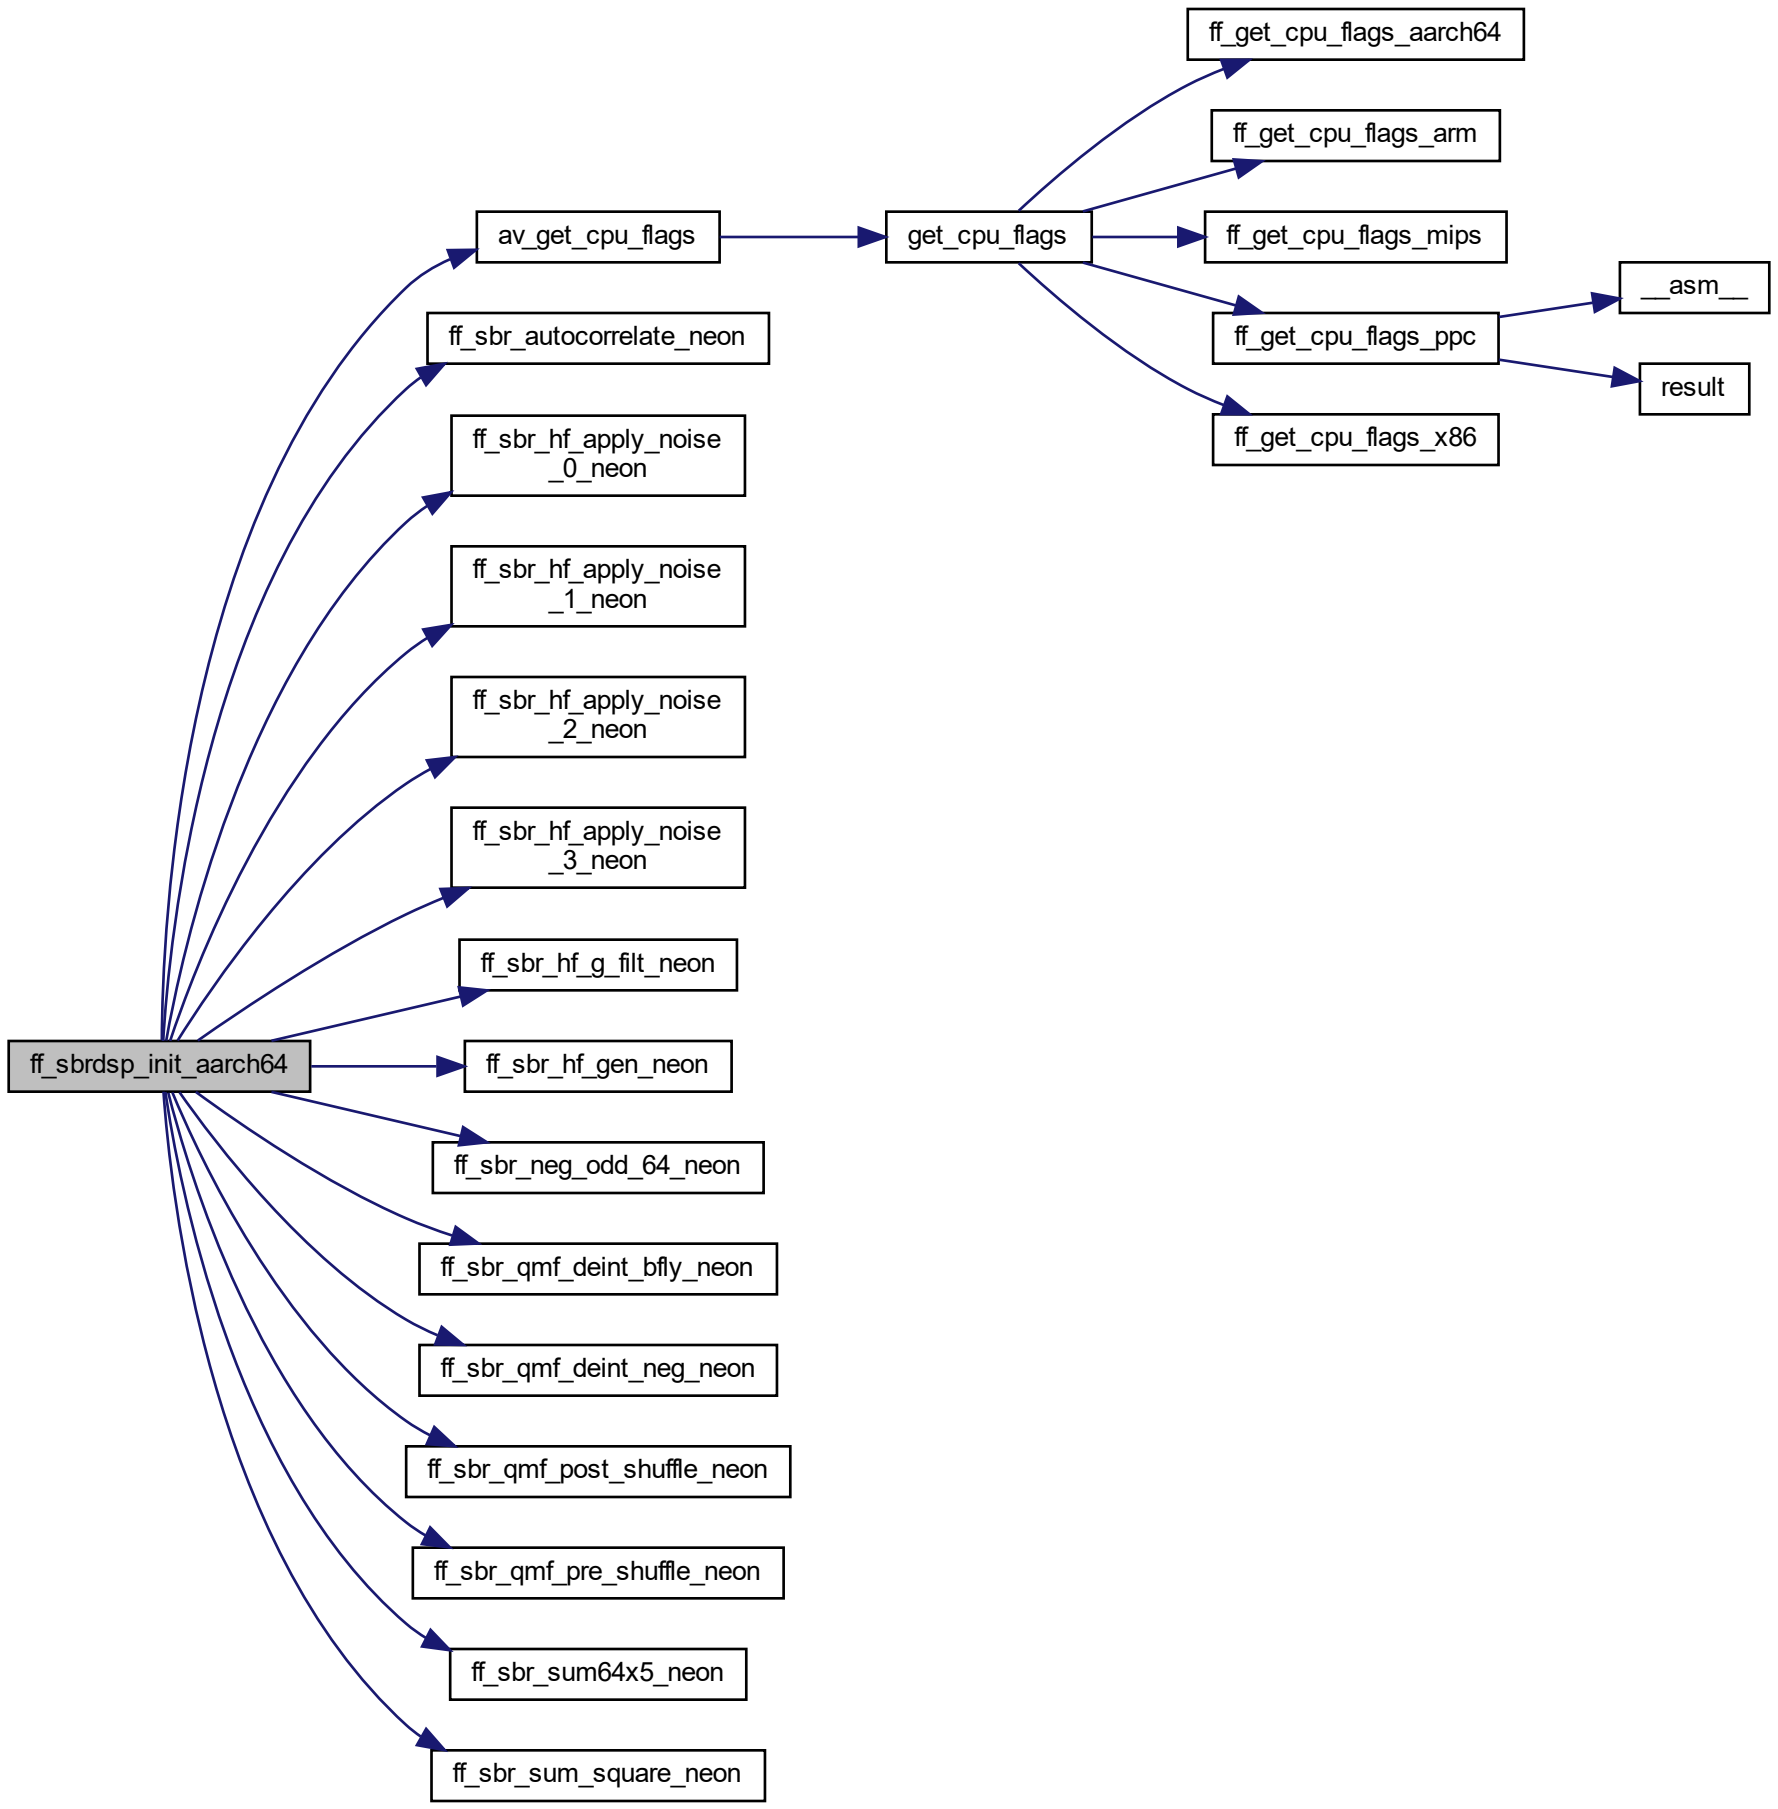 ff_get_cpu_flags_aarch64
ff_get_cpu_flags_arm
av_get_cpu_flags
get_cpu_flags
ff_get_cpu_flags_mips
__asm__
ff_sbr_autocorrelate_neon
ff_get_cpu_flags_ppc
result
ff_sbr_hf_apply_noise
_0_neon
ff_get_cpu_flags_x86
ff_sbr_hf_apply_noise
_1_neon
ff_sbr_hf_apply_noise
_2_neon
ff_sbr_hf_apply_noise
_3_neon
ff_sbr_hf_g_filt_neon
ff_sbrdsp_init_aarch64
ff_sbr_hf_gen_neon
ff_sbr_neg_odd_64_neon
ff_sbr_qmf_deint_bfly_neon
ff_sbr_qmf_deint_neg_neon
ff_sbr_qmf_post_shuffle_neon
ff_sbr_qmf_pre_shuffle_neon
ff_sbr_sum64x5_neon
ff_sbr_sum_square_neon